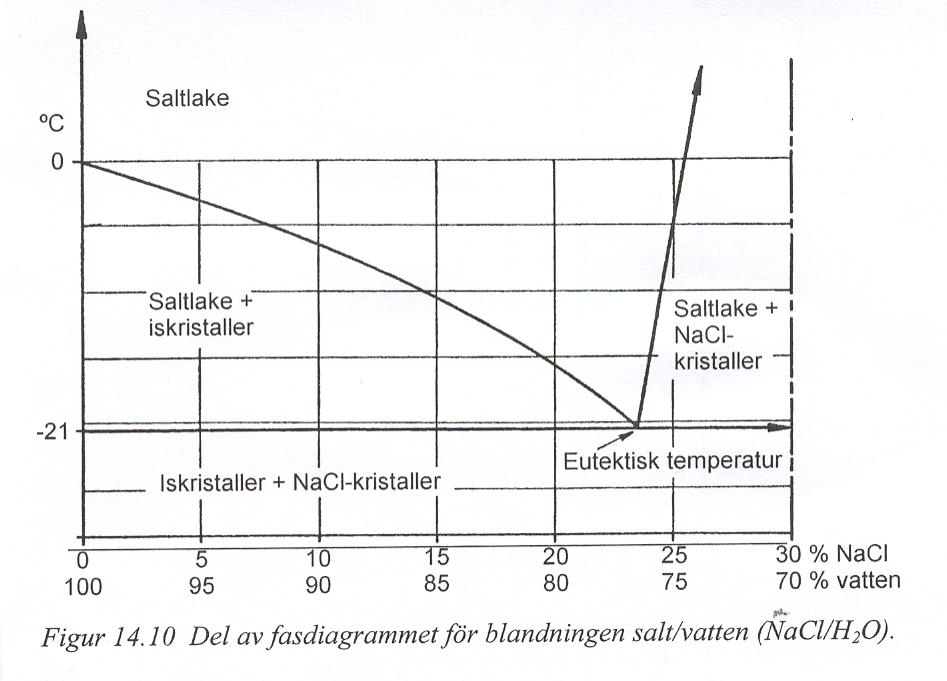 Saltlake
ºC
0
Saltlake +
iskristaller
Saltlake +
NaCl-
kristaller
-21
Eutektisk temperatur
Iskristaller + NaCl-kristaller
0 5 10 15 20 25 30 % NaCl
100 95 90 85 80 75 70 % vatten
Figur 14.10 Del av fasdiagrammet för blandningen salt/vatten (NaCl/H₂O).